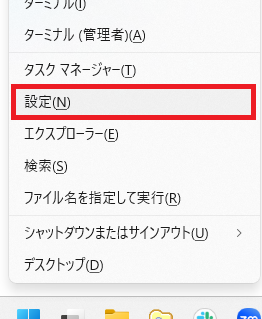 ターミナル(I)
ターミナル (管理者)(A)
タスク マネージャー(T)
設定(N)
エクスプローラー(E)
検索(S)
ファイル名を指定して実行(R)
シャットダウンまたはサインアウト(U)
デスクトップ(D)